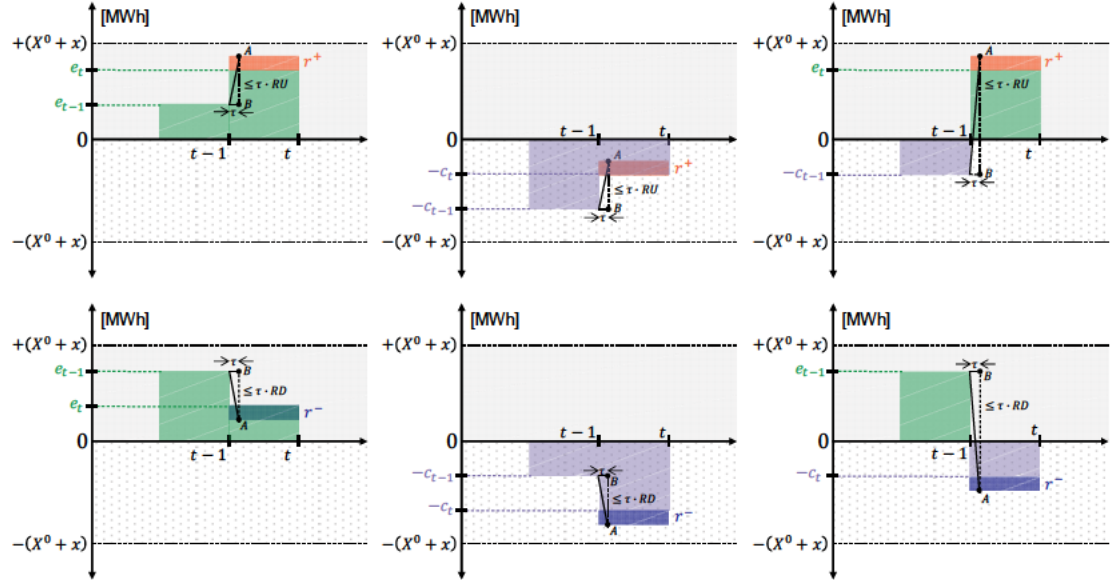 [MWh]
+(X⁰ + x)
A
r⁺
e_t
≤ τ · RU
e_{t−1}
B
τ
0
t − 1
t
−(X⁰ + x)
[MWh]
+(X⁰ + x)
t − 1
t
0
A
−c_t
r⁺
≤ τ · RU
−c_{t−1}
B
τ
−(X⁰ + x)
[MWh]
+(X⁰ + x)
A
r⁺
e_t
≤ τ · RU
0
t − 1
t
−c_{t−1}
τ
B
−(X⁰ + x)
[MWh]
+(X⁰ + x)
τ
e_{t−1}
B
≤ τ · RD
e_t
r⁻
A
0
t − 1
t
−(X⁰ + x)
[MWh]
+(X⁰ + x)
t − 1
t
0
τ
−c_{t−1}
B
≤ τ · RD
−c_t
r⁻
A
−(X⁰ + x)
[MWh]
+(X⁰ + x)
τ
e_{t−1}
B
≤ τ · RD
0
t − 1
t
−c_t
r⁻
A
−(X⁰ + x)